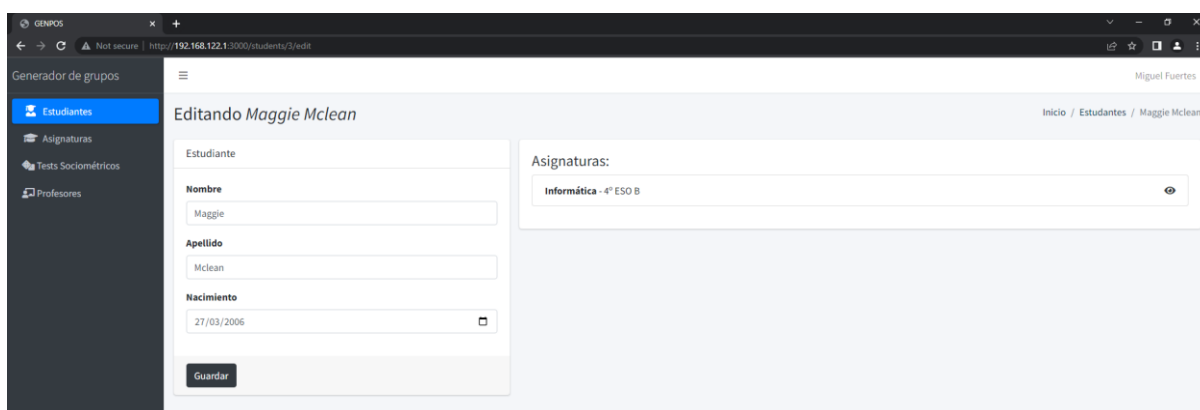 GENPOS
Not secure | http://192.168.122.1:3000/students/3/edit
Generador de grupos
Miguel Fuertes
Estudiantes
Asignaturas
Tests Sociométricos
Profesores
Editando Maggie Mclean
Inicio / Estudantes / Maggie Mclean
Estudiante
Nombre
Maggie
Apellido
Mclean
Nacimiento
27/03/2006
Guardar
Asignaturas:
Informática - 4º ESO B